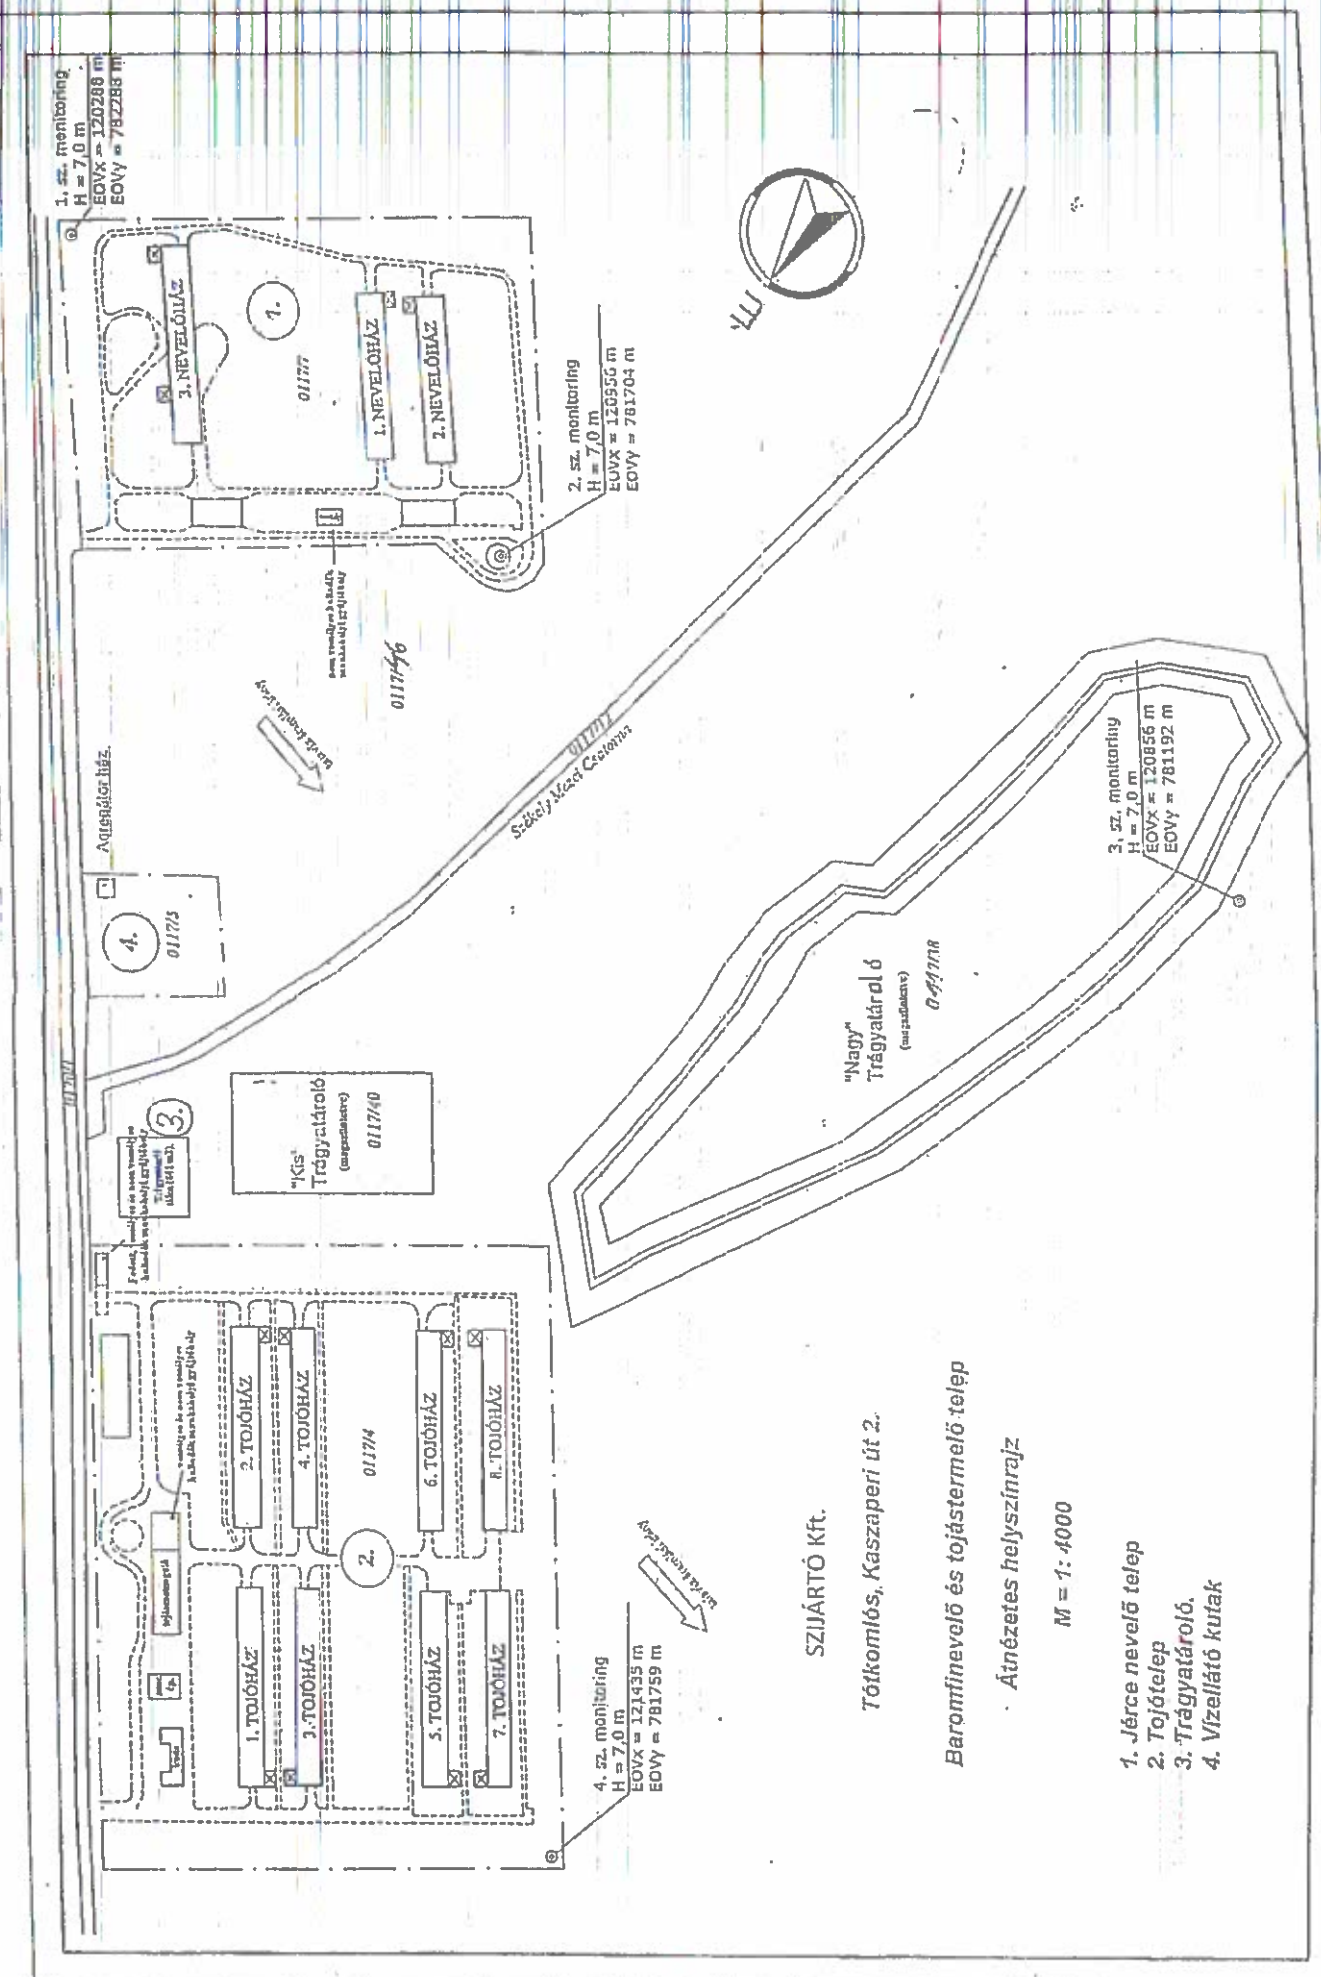 1. sz. monitoring
H = 7,0 m
EOVx = 120288 m
EOVy = 782288 m
3. NEVELŐHÁZ
1.
0117/7
1. NEVELŐHÁZ
2. NEVELŐHÁZ
2. sz. monitoring
H = 7,0 m
EOVx = 120956 m
EOVy = 781704 m
É
Agregátor ház.
4.
0117/5
Székely Mezei Csatorna
3.
"Kis"
Trágyatároló
(megszüntetve)
0117/40
"Nagy"
Trágyatároló
(megszüntetve)
3. sz. monitoring
H = 7,0 m
EOVx = 120856 m
EOVy = 781192 m
2. TOJÓHÁZ
4. TOJÓHÁZ
0117/4
6. TOJÓHÁZ
8. TOJÓHÁZ
2.
1. TOJÓHÁZ
3. TOJÓHÁZ
5. TOJÓHÁZ
7. TOJÓHÁZ
4. sz. monitoring
H = 7,0 m
EOVx = 121435 m
EOVy = 781759 m
SZIJÁRTÓ Kft.
Tótkomlós, Kaszaperi út 2.
Baromfinevelő és tojástermelő telep
Átnézetes helyszínrajz
M = 1: 4000
1. Jérce nevelő telep
2. Tojótelep
3. Trágyatároló.
4. Vízellátó kutak